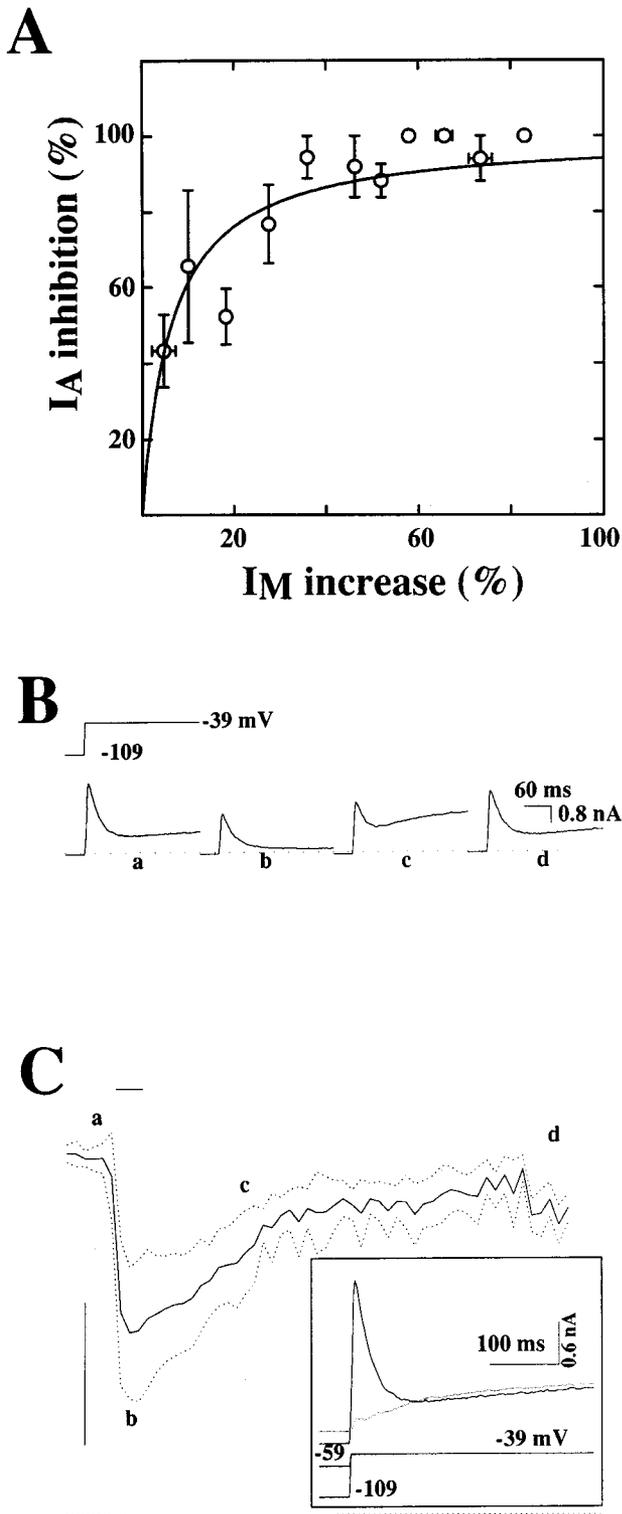 A
IA inhibition (%)
100
60
20
20 60 100
IM increase (%)
B
-39 mV
-109
60 ms
0.8 nA
a b c d
C
a
d
c
b
100 ms
0.6 nA
-59
-39 mV
-109